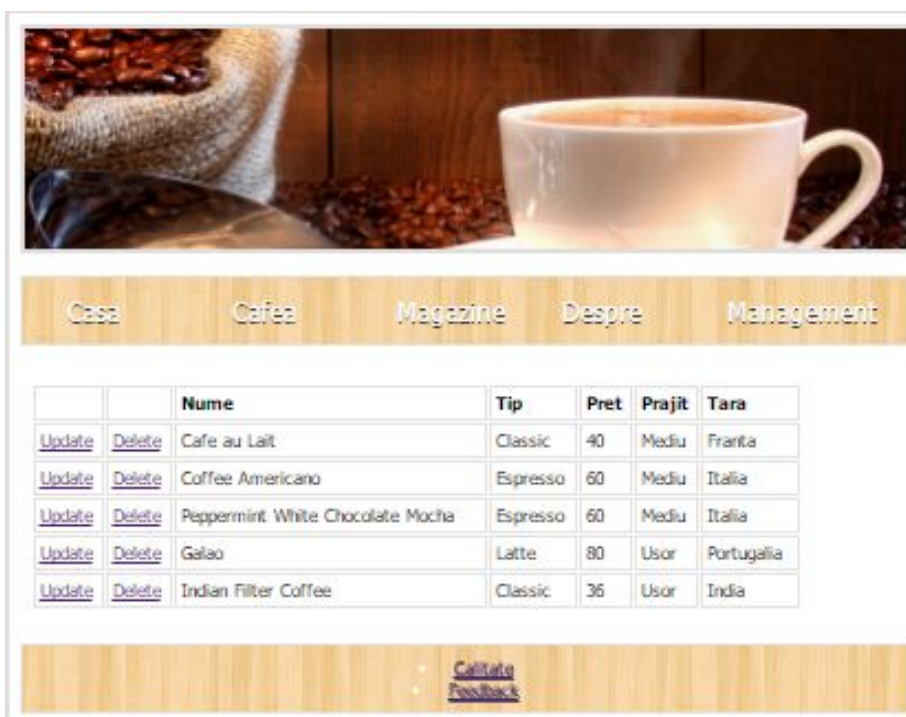 Casa Cafea Magazine Despre Management
Nume Tip Pret Prajit Tara
Update Delete Cafe au Lait Classic 40 Mediu Franta
Update Delete Coffee Americano Espresso 60 Mediu Italia
Update Delete Peppermint White Chocolate Mocha Espresso 60 Mediu Italia
Update Delete Galao Latte 80 Usor Portugalia
Update Delete Indian Filter Coffee Classic 36 Usor India
Calitate
Feedback